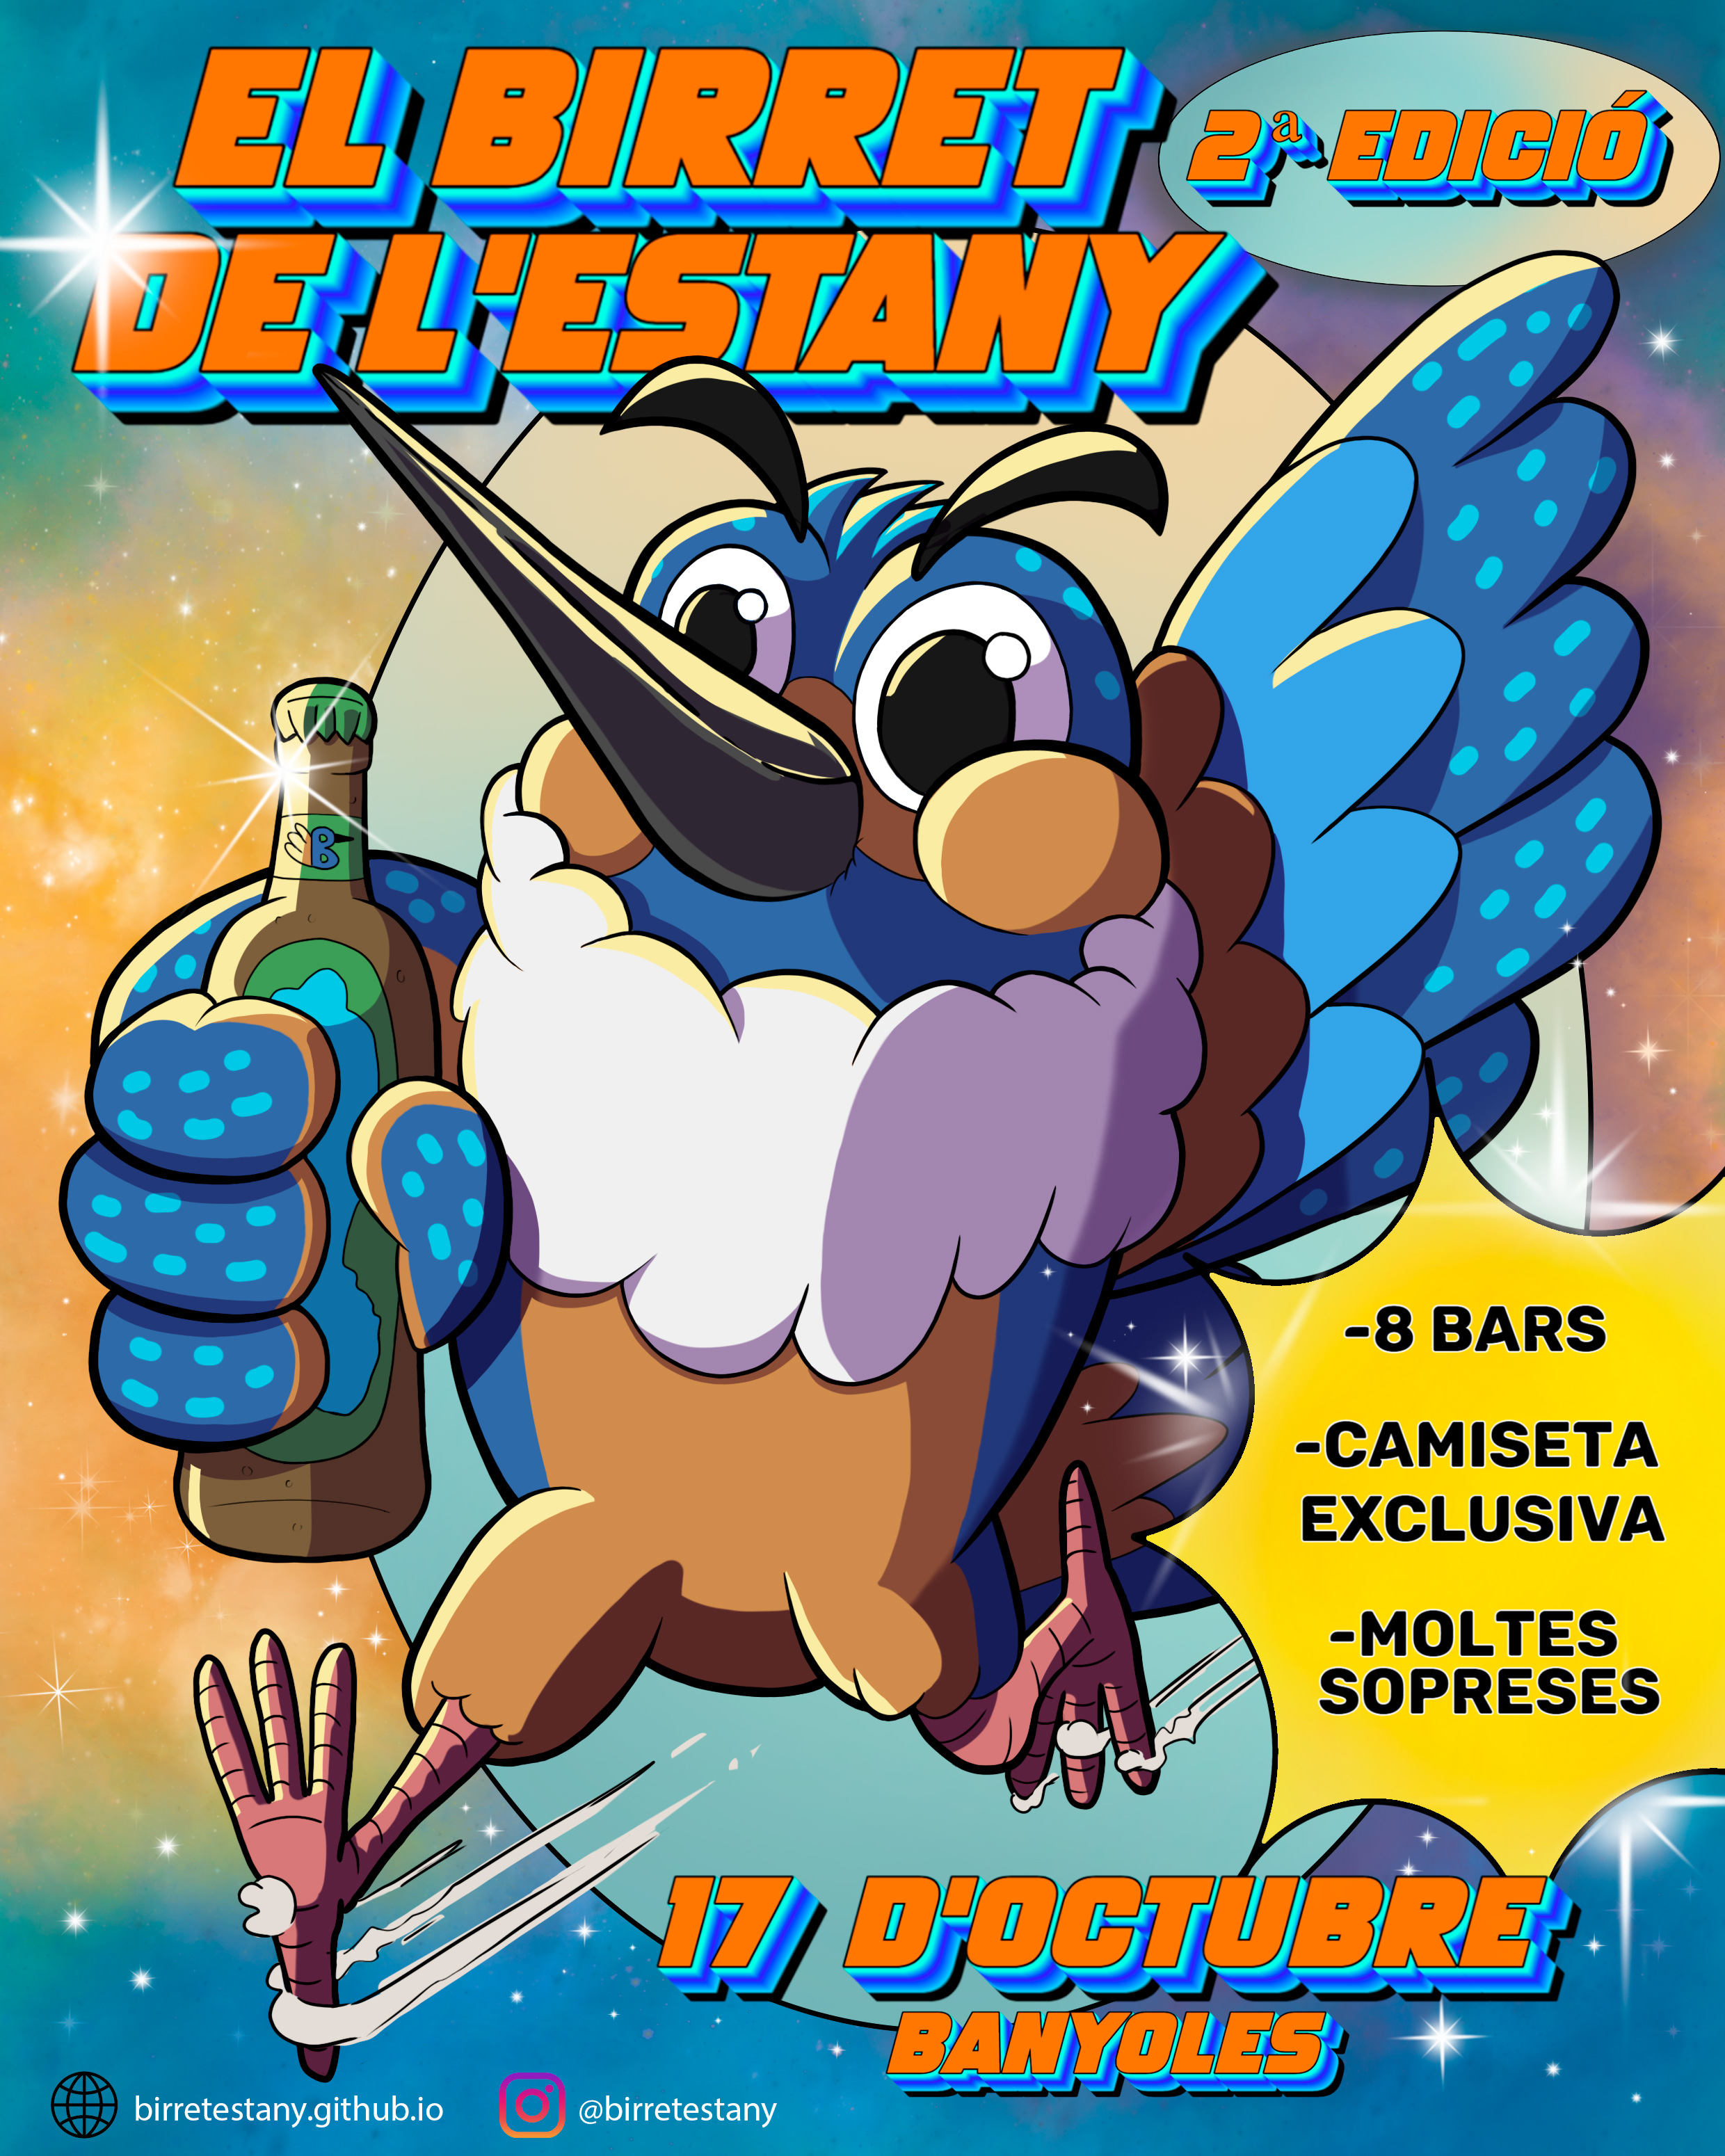 EL BIRRET
DE L'ESTANY
2ª EDICIÓ
B
-8 BARS
-CAMISETA
EXCLUSIVA
-MOLTES
SOPRESES
17 D'OCTUBRE
BANYOLES
birretestany.github.io
@birretestany